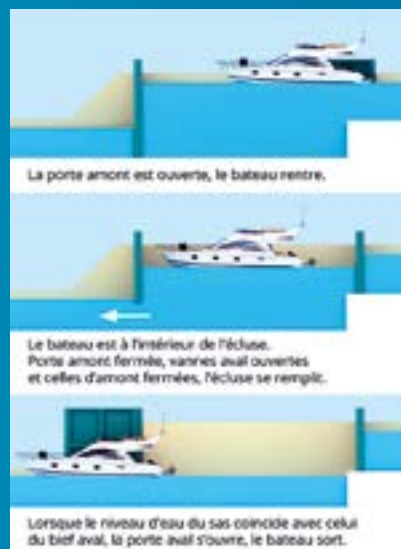 La porte amont est ouverte, le bateau rentre.
Le bateau est à l'intérieur de l'écluse.
Porte amont fermée, vannes aval ouvertes
et celles d'amont fermées, l'écluse se remplit.
Lorsque le niveau d'eau du sas coïncide avec celui
du bief aval, la porte aval s'ouvre, le bateau sort.